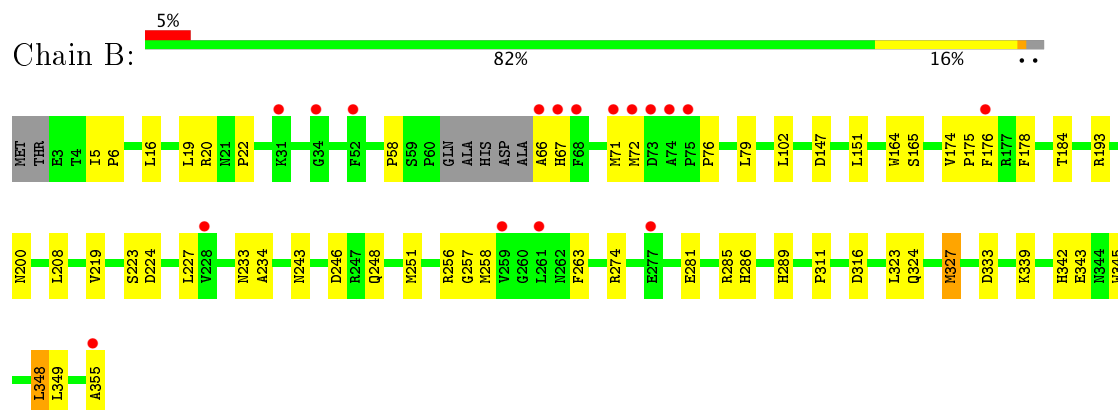 5%
Chain B:
82% 16% • •
MET THR E3 T4 I5 P6 L16 L19 R20 N21 P22 K31 G34 F52 P58 S59 P60 GLN ALA HIS ASP ALA A66 H67 F68 M71 M72 D73 A74 P75 P76 L79 L102 D147 L151 W164 S165 V174 P175 F176 R177 F178 T184 R193
N200 L208 V219 S223 D224 L227 V228 N233 A234 N243 D246 R247 Q248 M251 R256 G257 M258 V259 G260 L261 N262 F263 R274 E277 E281 R285 H286 H289 P311 D316 L323 Q324 M327 D333 K339 H342 E343 N344 W345
L348 L349 A355